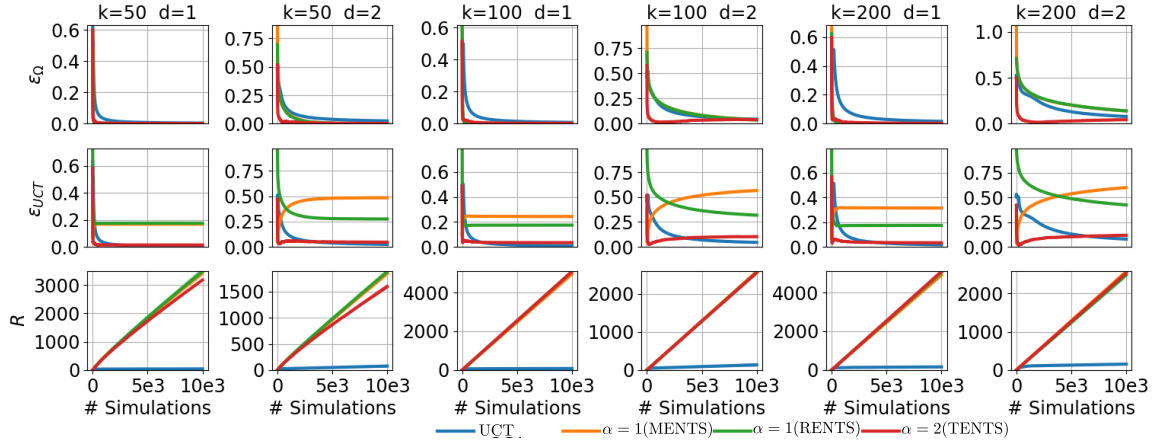 k=50 d=1 k=50 d=2 k=100 d=1 k=100 d=2 k=200 d=1 k=200 d=2
ε_Ω
0.6 0.4 0.2 0.0
0.75 0.50 0.25 0.00
0.6 0.4 0.2 0.0
0.75 0.50 0.25 0.00
0.6 0.4 0.2 0.0
1.0 0.5 0.0
ε_UCT
0.6 0.4 0.2 0.0
0.75 0.50 0.25 0.00
0.6 0.4 0.2 0.0
0.75 0.50 0.25 0.00
0.6 0.4 0.2 0.0
0.75 0.50 0.25 0.00
R
3000 2000 1000 0
1500 1000 500 0
4000 2000 0
2000 1000 0
4000 2000 0
2000 1000 0
0 5e3 10e3 0 5e3 10e3 0 5e3 10e3 0 5e3 10e3 0 5e3 10e3 0 5e3 10e3
# Simulations # Simulations # Simulations # Simulations # Simulations # Simulations
UCT α = 1(MENTS) α = 1(RENTS) α = 2(TENTS)